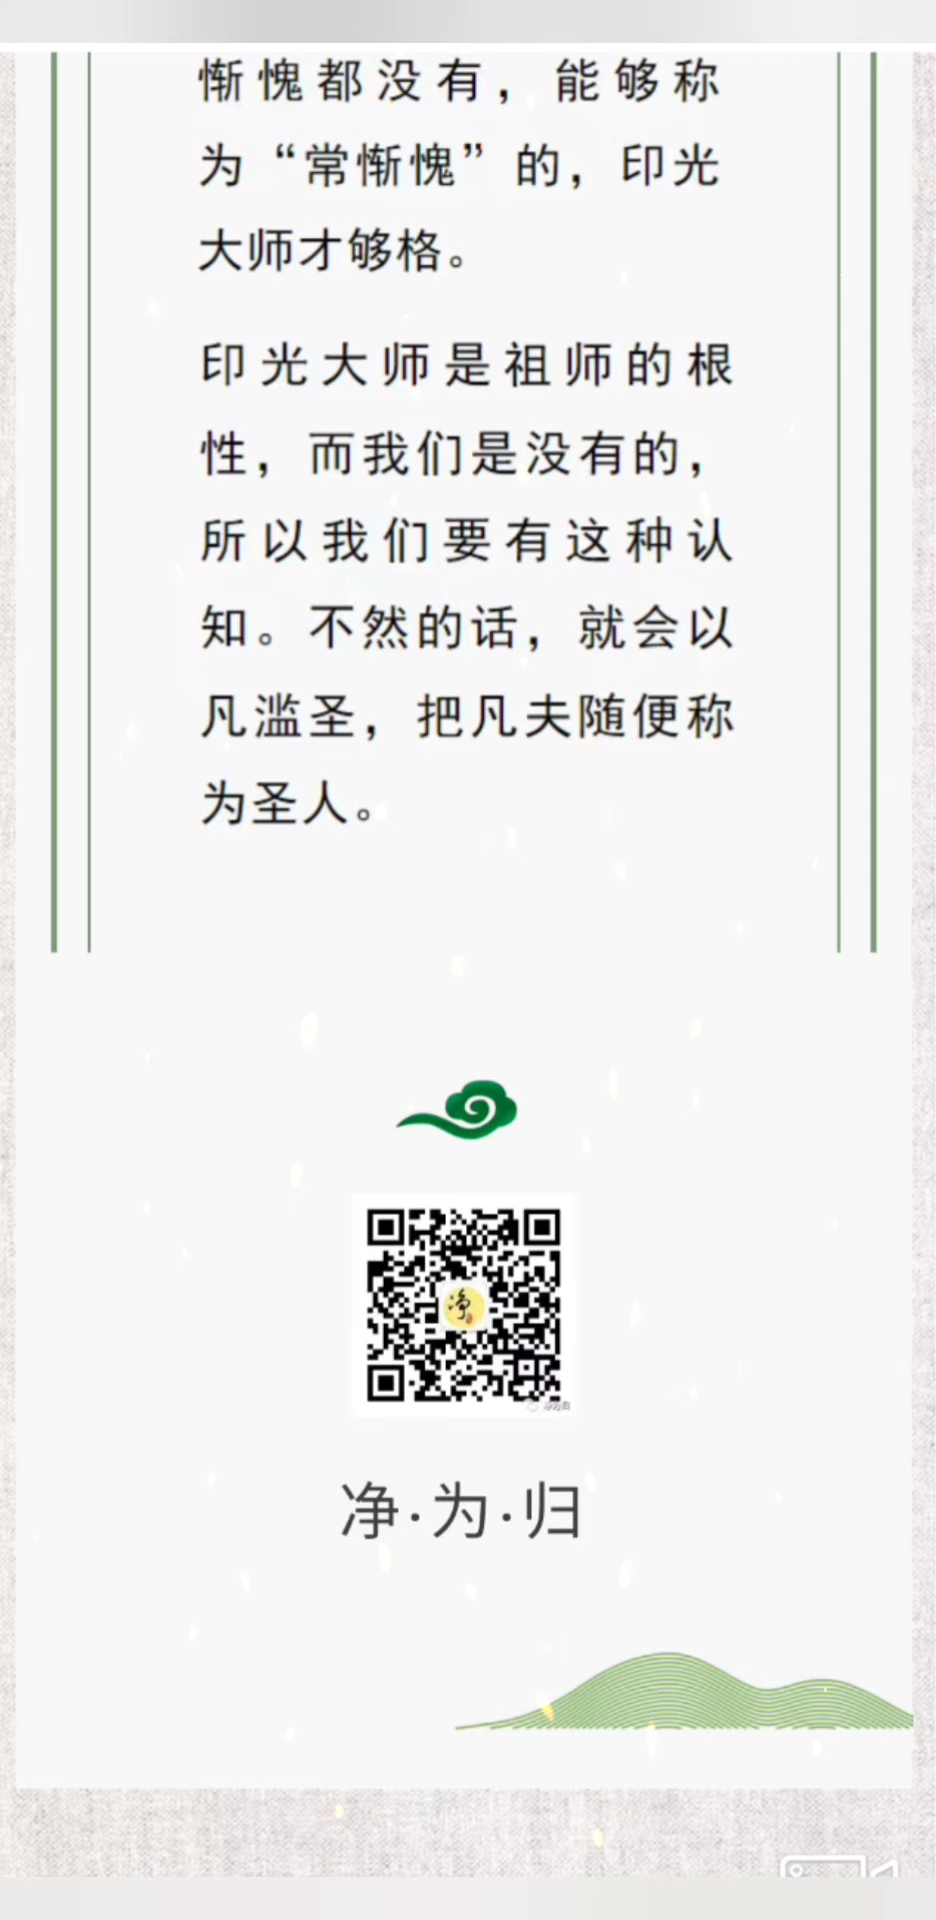 惭愧都没有，能够称
为“常惭愧”的，印光
大师才够格。
印光大师是祖师的根
性，而我们是没有的，
所以我们要有这种认
知。不然的话，就会以
凡滥圣，把凡夫随便称
为圣人。
净
净·为·归